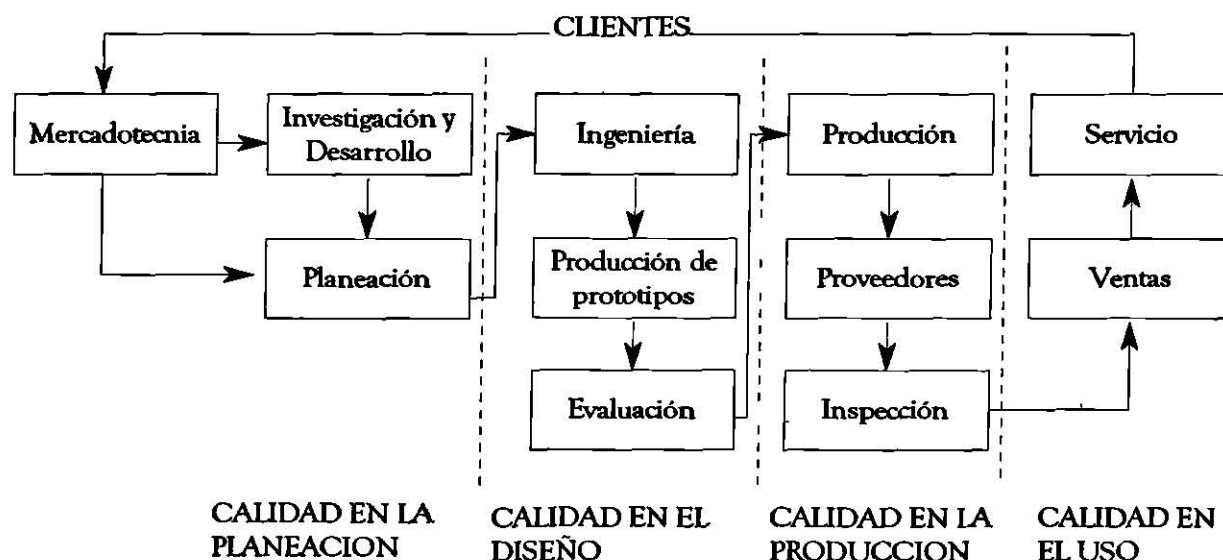 CLIENTES
Mercadotecnia
Investigación y
Desarrollo
Planeación
Ingeniería
Producción de
prototipos
Evaluación
Producción
Proveedores
Inspección
Servicio
Ventas
CALIDAD EN LA
PLANEACION
CALIDAD EN EL
DISEÑO
CALIDAD EN LA
PRODUCCION
CALIDAD EN
EL USO